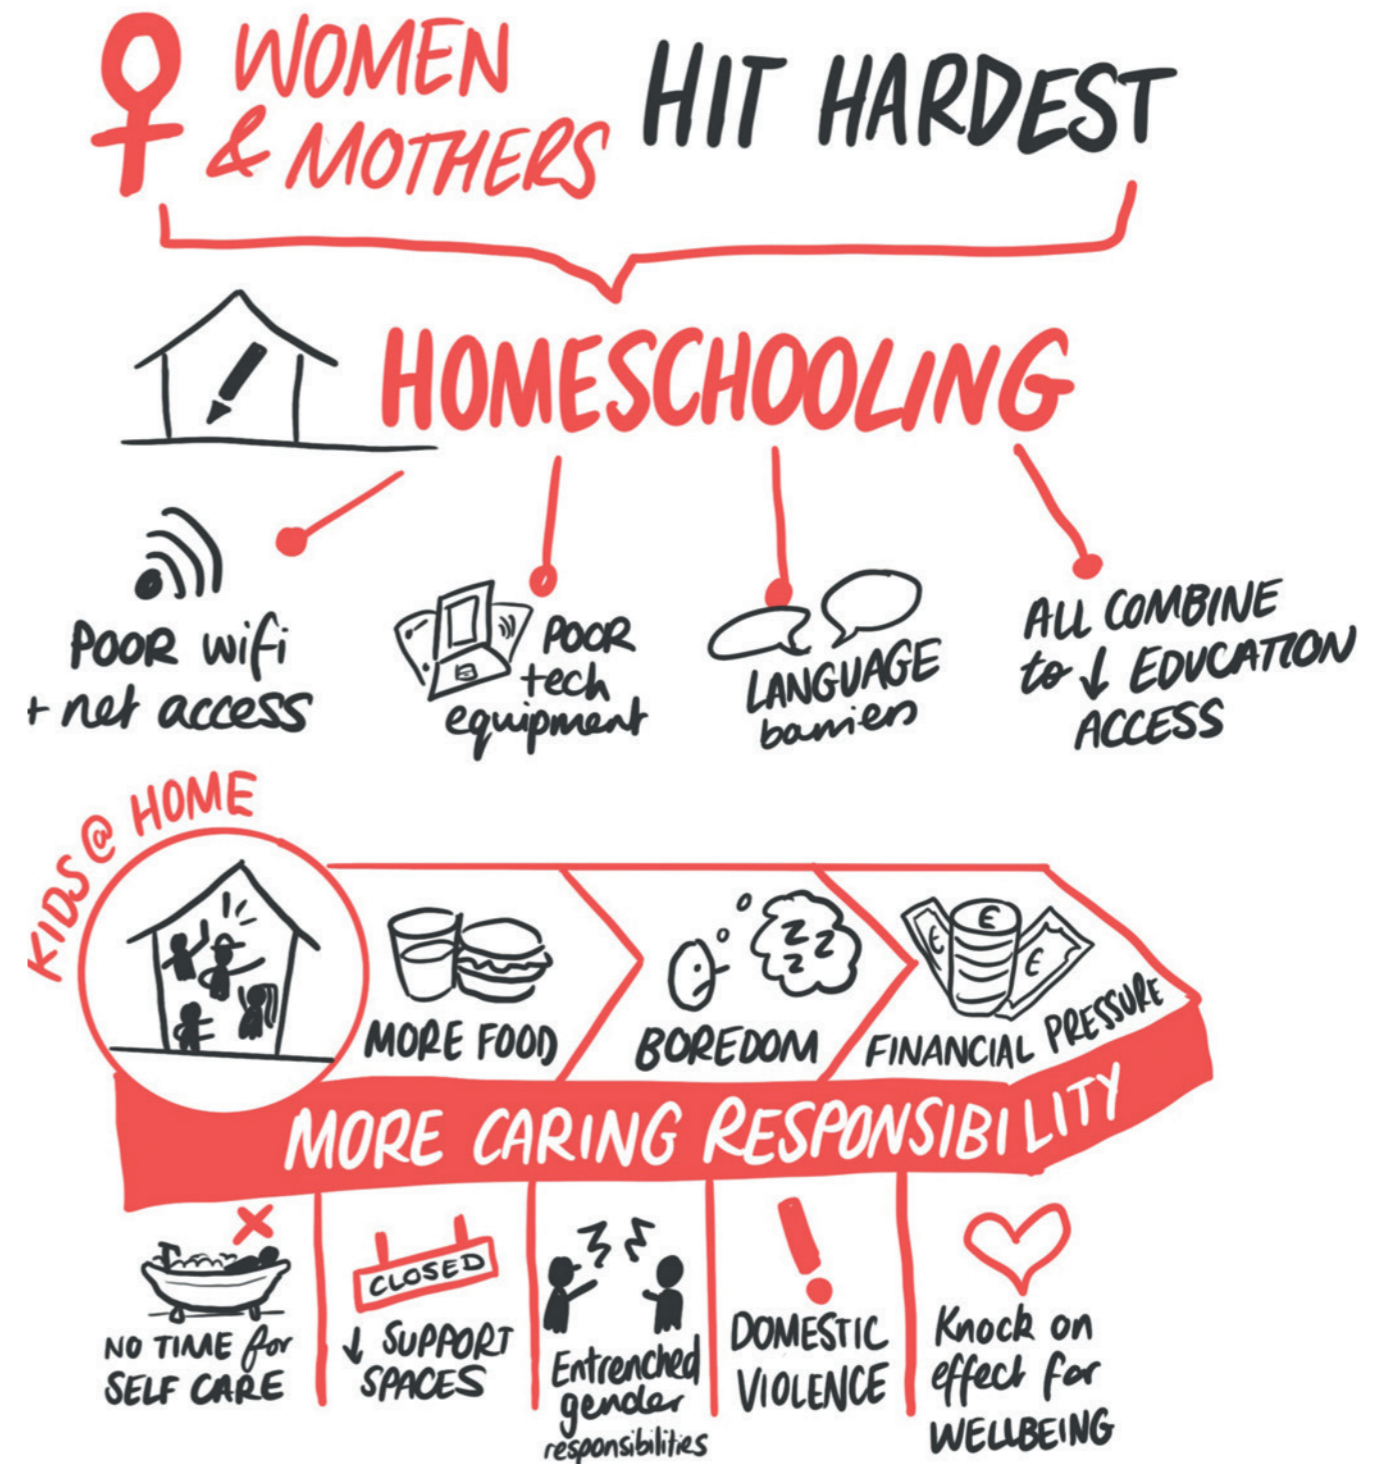 WOMEN
& MOTHERS
HIT HARDEST
HOMESCHOOLING
POOR wifi
+ net access
POOR
tech
equipment
LANGUAGE
barriers
ALL COMBINE
to ↓ EDUCATION
ACCESS
KIDS @ HOME
MORE FOOD
zzz
BOREDOM
€
€
€
FINANCIAL PRESSURE
MORE CARING RESPONSIBILITY
NO TIME for
SELF CARE
CLOSED
↓ SUPPORT
SPACES
Entrenched
gender
responsibilities
!
DOMESTIC
VIOLENCE
Knock on
effect for
WELLBEING